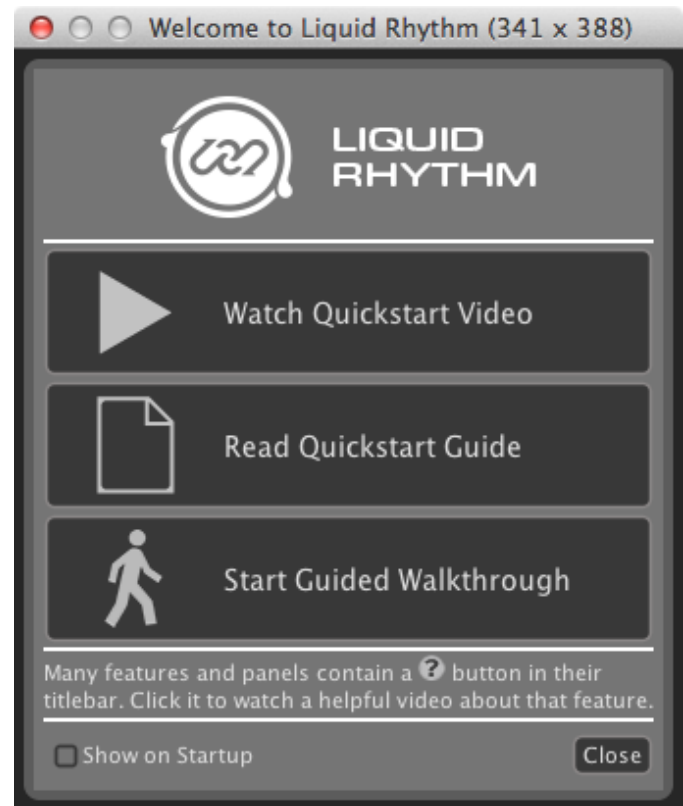 Welcome to Liquid Rhythm (341 x 388)
LIQUID
RHYTHM
Watch Quickstart Video
Read Quickstart Guide
Start Guided Walkthrough
Many features and panels contain a ? button in their
titlebar. Click it to watch a helpful video about that feature.
Show on Startup
Close